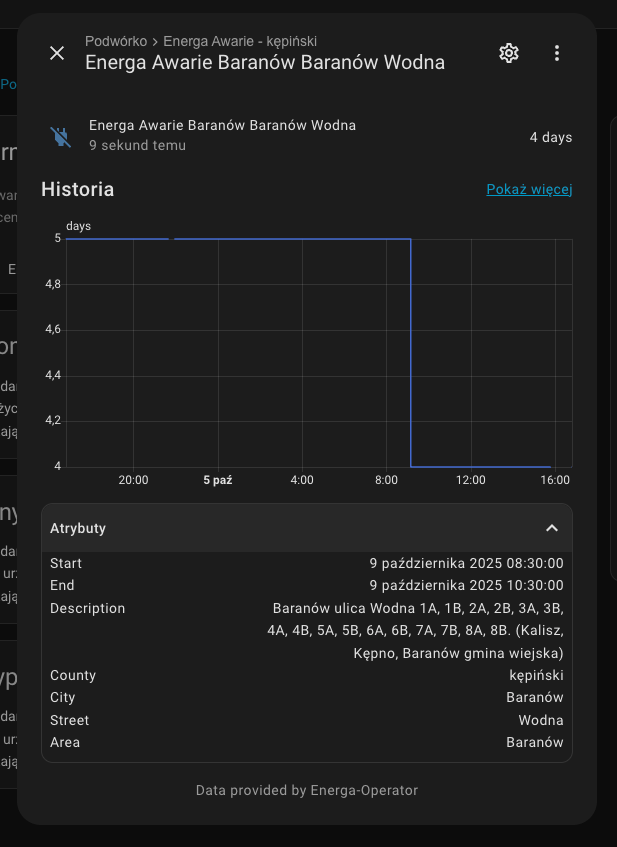 Podwórko > Energa Awarie - kępiński
Energa Awarie Baranów Baranów Wodna
Energa Awarie Baranów Baranów Wodna
9 sekund temu
4 days
Historia
Pokaż więcej
days
5
4,8
4,6
4,4
4,2
4
20:00 5 paź 4:00 8:00 12:00 16:00
Atrybuty
Start 9 października 2025 08:30:00
End 9 października 2025 10:30:00
Description Baranów ulica Wodna 1A, 1B, 2A, 2B, 3A, 3B,
4A, 4B, 5A, 5B, 6A, 6B, 7A, 7B, 8A, 8B. (Kalisz,
Kępno, Baranów gmina wiejska)
County kępiński
City Baranów
Street Wodna
Area Baranów
Data provided by Energa-Operator